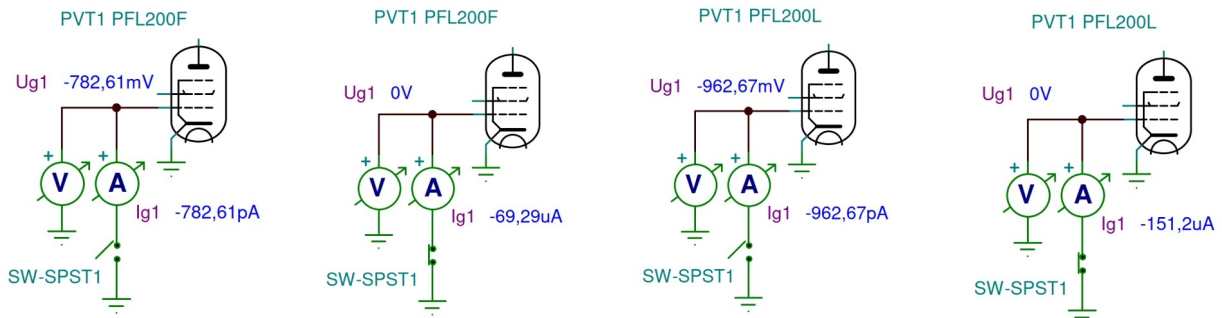 PVT1 PFL200F
Ug1 -782,61mV
+ +
V A
Ig1 -782,61pA
SW-SPST1
PVT1 PFL200F
Ug1 0V
+ +
V A
Ig1 -69,29uA
SW-SPST1
PVT1 PFL200L
Ug1 -962,67mV
+ +
V A
Ig1 -962,67pA
SW-SPST1
PVT1 PFL200L
Ug1 0V
+ +
V A
Ig1 -151,2uA
SW-SPST1